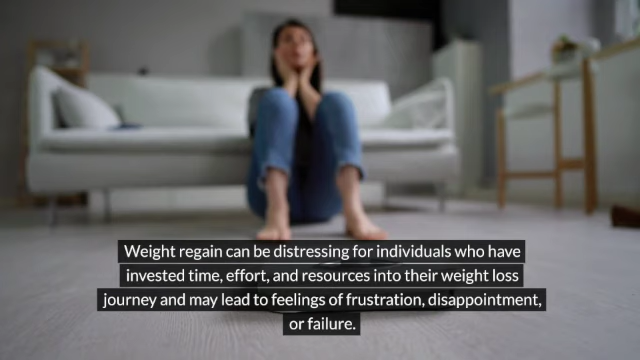 Weight regain can be distressing for individuals who have
invested time, effort, and resources into their weight loss
journey and may lead to feelings of frustration, disappointment,
or failure.